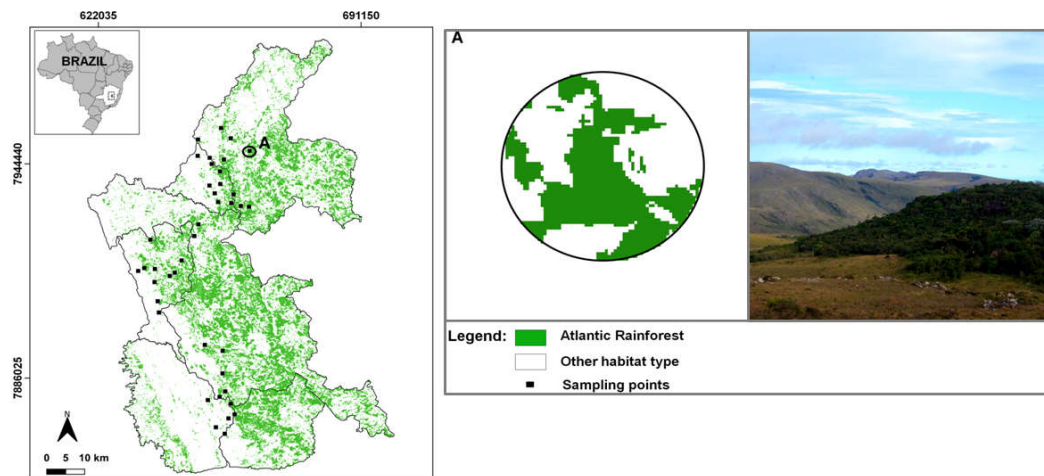 622035
691150
BRAZIL
A
7944440
7886025
N
0 5 10 km
A
Legend:
Atlantic Rainforest
Other habitat type
Sampling points